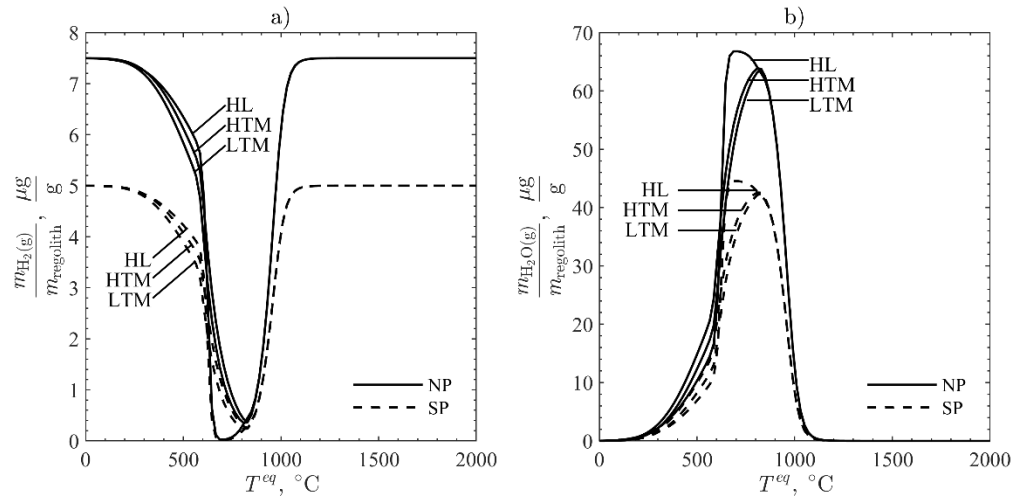 a)
8
7
6
5
4
3
2
1
0
m_H₂(g) / m_regolith, μg / g
HL
HTM
LTM
HL
HTM
LTM
NP
SP
0 500 1000 1500 2000
T^eq, °C
b)
70
60
50
40
30
20
10
0
m_H₂O(g) / m_regolith, μg / g
HL
HTM
LTM
HL
HTM
LTM
NP
SP
0 500 1000 1500 2000
T^eq, °C